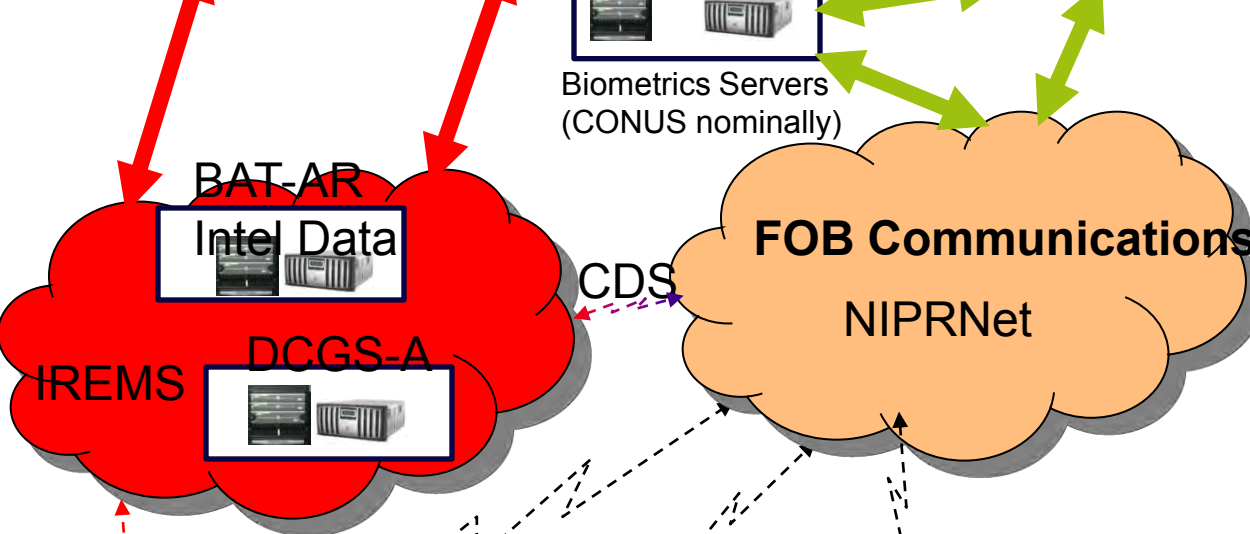 Biometrics Servers
(CONUS nominally)
BAT-AR
Intel Data
FOB Communications
CDS
NIPRNet
DCGS-A
IREMS